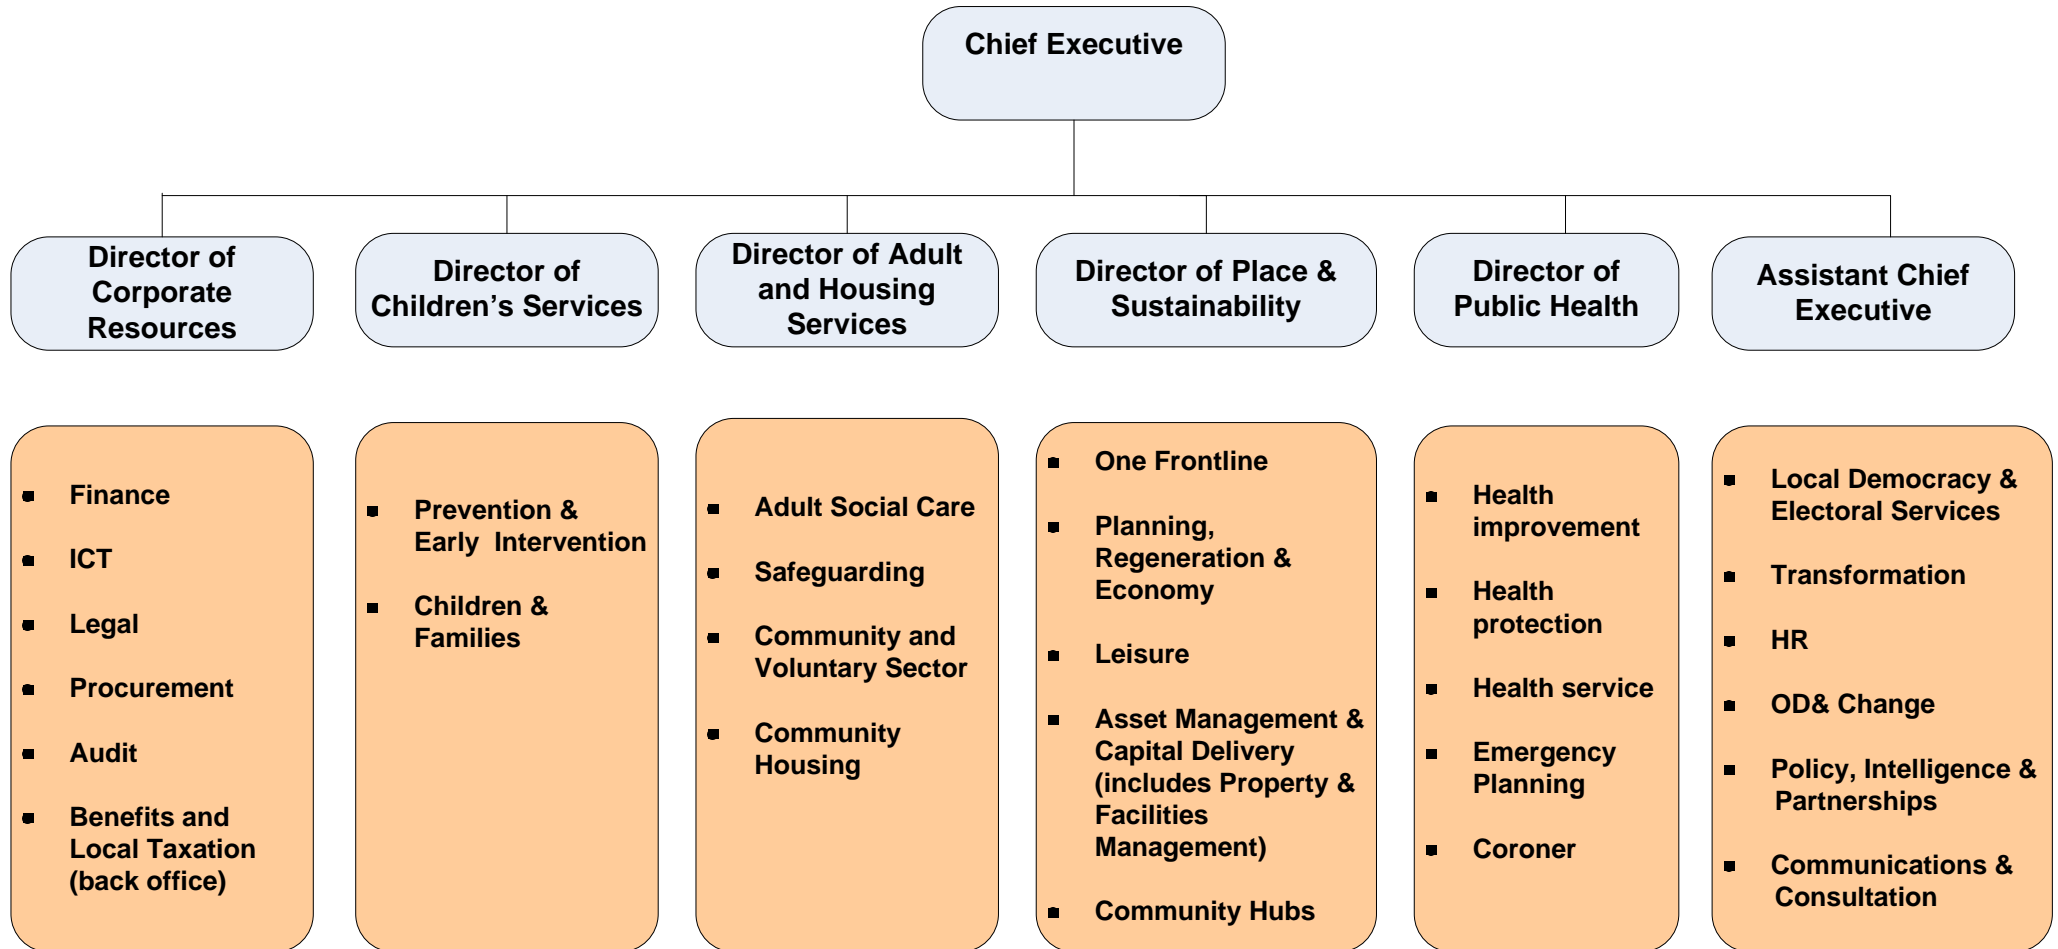 Chief Executive
Director of
Corporate
Resources
Director of
Children’s Services
Director of Adult
and Housing
Services
Director of Place &
Sustainability
Director of
Public Health
Assistant Chief
Executive
Finance
ICT
Legal
Procurement
Audit
Benefits and
Local Taxation
(back office)
Prevention &
Early Intervention
Children &
Families
Adult Social Care
Safeguarding
Community and
Voluntary Sector
Community
Housing
One Frontline
Planning,
Regeneration &
Economy
Leisure
Asset Management &
Capital Delivery
(includes Property &
Facilities
Management)
Community Hubs
Health
improvement
Health
protection
Health service
Emergency
Planning
Coroner
Local Democracy &
Electoral Services
Transformation
HR
OD& Change
Policy, Intelligence &
Partnerships
Communications &
Consultation